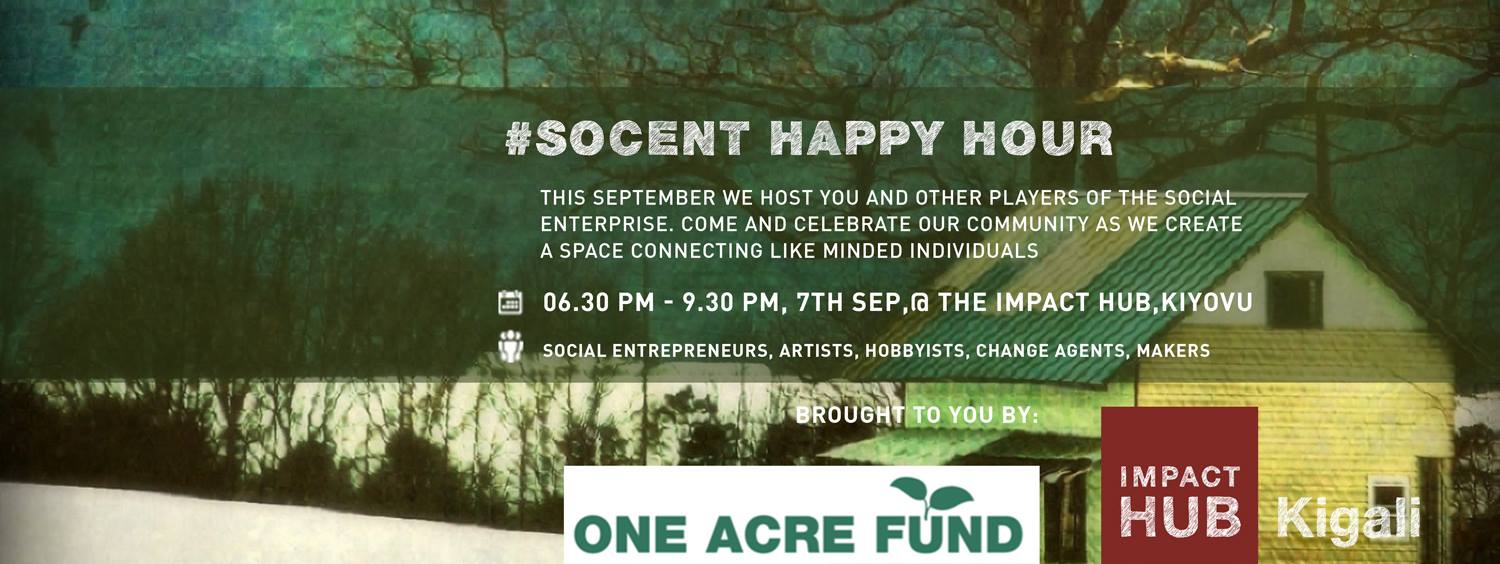 #SOCENT HAPPY HOUR
THIS SEPTEMBER WE HOST YOU AND OTHER PLAYERS OF THE SOCIAL
ENTERPRISE. COME AND CELEBRATE OUR COMMUNITY AS WE CREATE
A SPACE CONNECTING LIKE MINDED INDIVIDUALS
06.30 PM - 9.30 PM, 7TH SEP,@ THE IMPACT HUB,KIYOVU
SOCIAL ENTREPRENEURS, ARTISTS, HOBBYISTS, CHANGE AGENTS, MAKERS
BROUGHT TO YOU BY:
ONE ACRE FUND
IMPACT
HUB Kigali